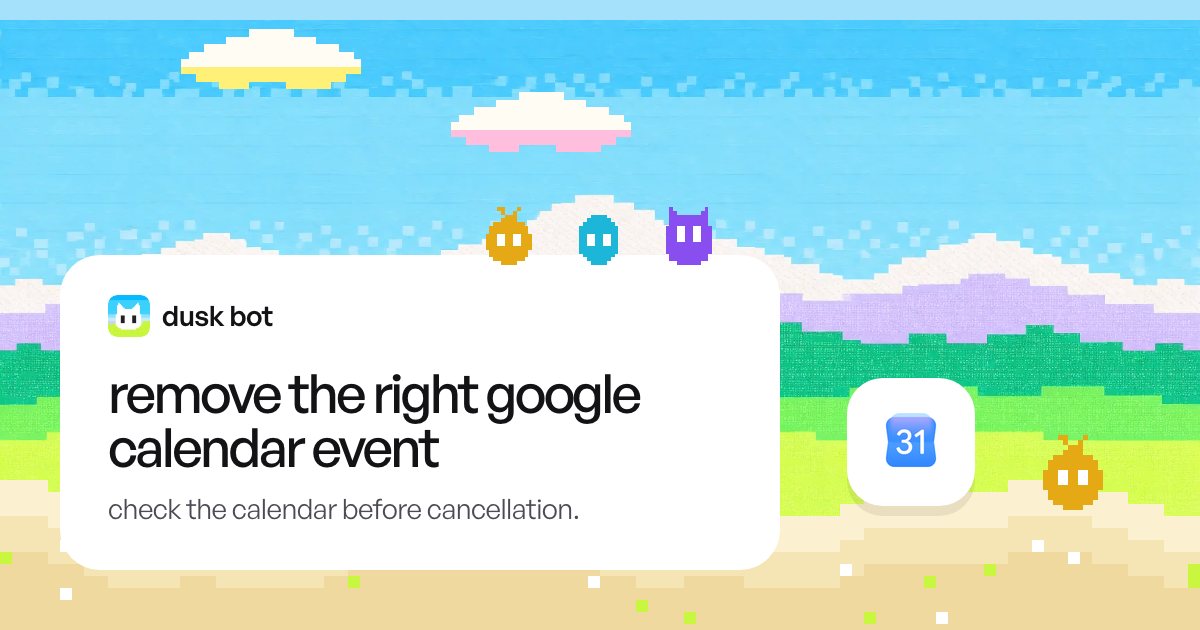 dusk bot
remove the right google
calendar event
check the calendar before cancellation.
31